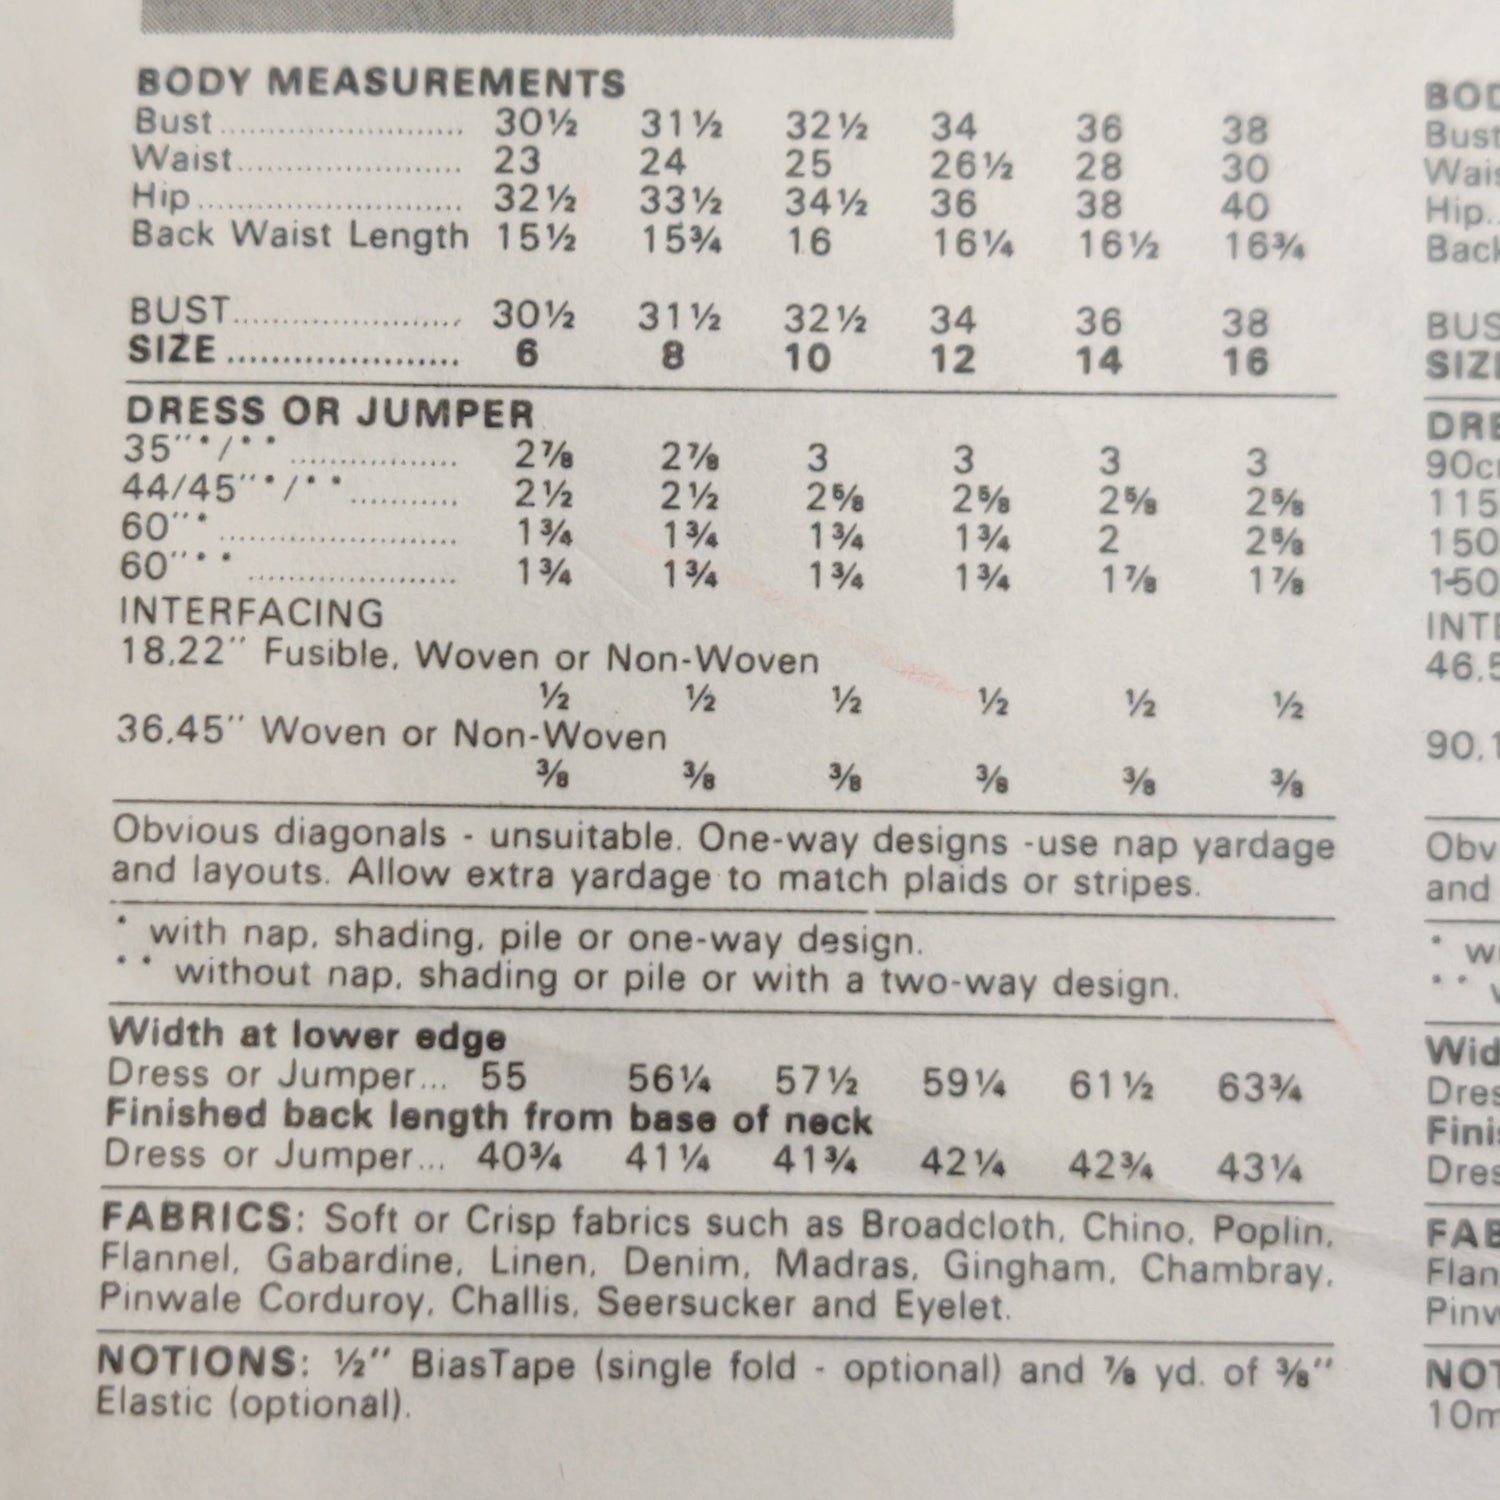 BODY MEASUREMENTS
Bust........................ 30½ 31½ 32½ 34 36 38
Waist...................... 23 24 25 26½ 28 30
Hip.......................... 32½ 33½ 34½ 36 38 40
Back Waist Length 15½ 15¾ 16 16¼ 16½ 16¾
BUST...................... 30½ 31½ 32½ 34 36 38
SIZE ..................... 6 8 10 12 14 16
DRESS OR JUMPER
35"*/** ................ 2⅞ 2⅞ 3 3 3 3
44/45"*/**.......... 2½ 2½ 2⅝ 2⅝ 2⅝ 2⅝
60"* ....................... 1¾ 1¾ 1¾ 1¾ 2 2⅝
60"** .................... 1¾ 1¾ 1¾ 1¾ 1⅞ 1⅞
INTERFACING
18,22" Fusible, Woven or Non-Woven
½ ½ ½ ½ ½ ½
36,45" Woven or Non-Woven
⅜ ⅜ ⅜ ⅜ ⅜ ⅜
Obvious diagonals - unsuitable. One-way designs -use nap yardage
and layouts. Allow extra yardage to match plaids or stripes.
* with nap, shading, pile or one-way design.
** without nap, shading or pile or with a two-way design.
Width at lower edge
Dress or Jumper... 55 56¼ 57½ 59¼ 61½ 63¾
Finished back length from base of neck
Dress or Jumper... 40¾ 41¼ 41¾ 42¼ 42¾ 43¼
FABRICS: Soft or Crisp fabrics such as Broadcloth, Chino, Poplin,
Flannel, Gabardine, Linen, Denim, Madras, Gingham, Chambray,
Pinwale Corduroy, Challis, Seersucker and Eyelet.
NOTIONS: ½" BiasTape (single fold - optional) and ⅞ yd. of ⅜"
Elastic (optional).
BOD
Bust
Wais
Hip..
Back
BUS
SIZE
DRE
90c
115
150
150
INTE
46,5
90,1
Obv
and
* w
**
Wid
Dres
Finis
Dres
FAB
Flan
Pinw
NOT
10m